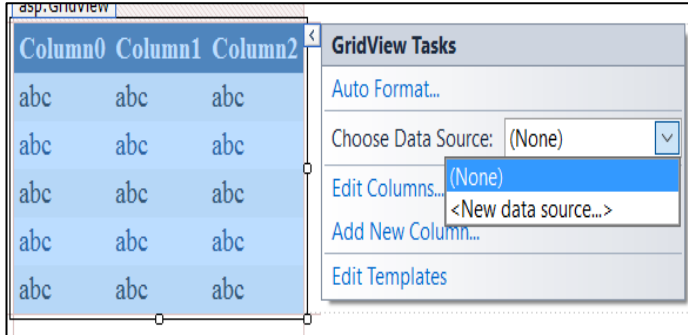 asp:GridView
Column0 Column1 Column2
abc abc abc
abc abc abc
abc abc abc
abc abc abc
abc abc abc
GridView Tasks
Auto Format...
Choose Data Source: (None)
(None)
<New data source...>
Edit Columns...
Add New Column...
Edit Templates